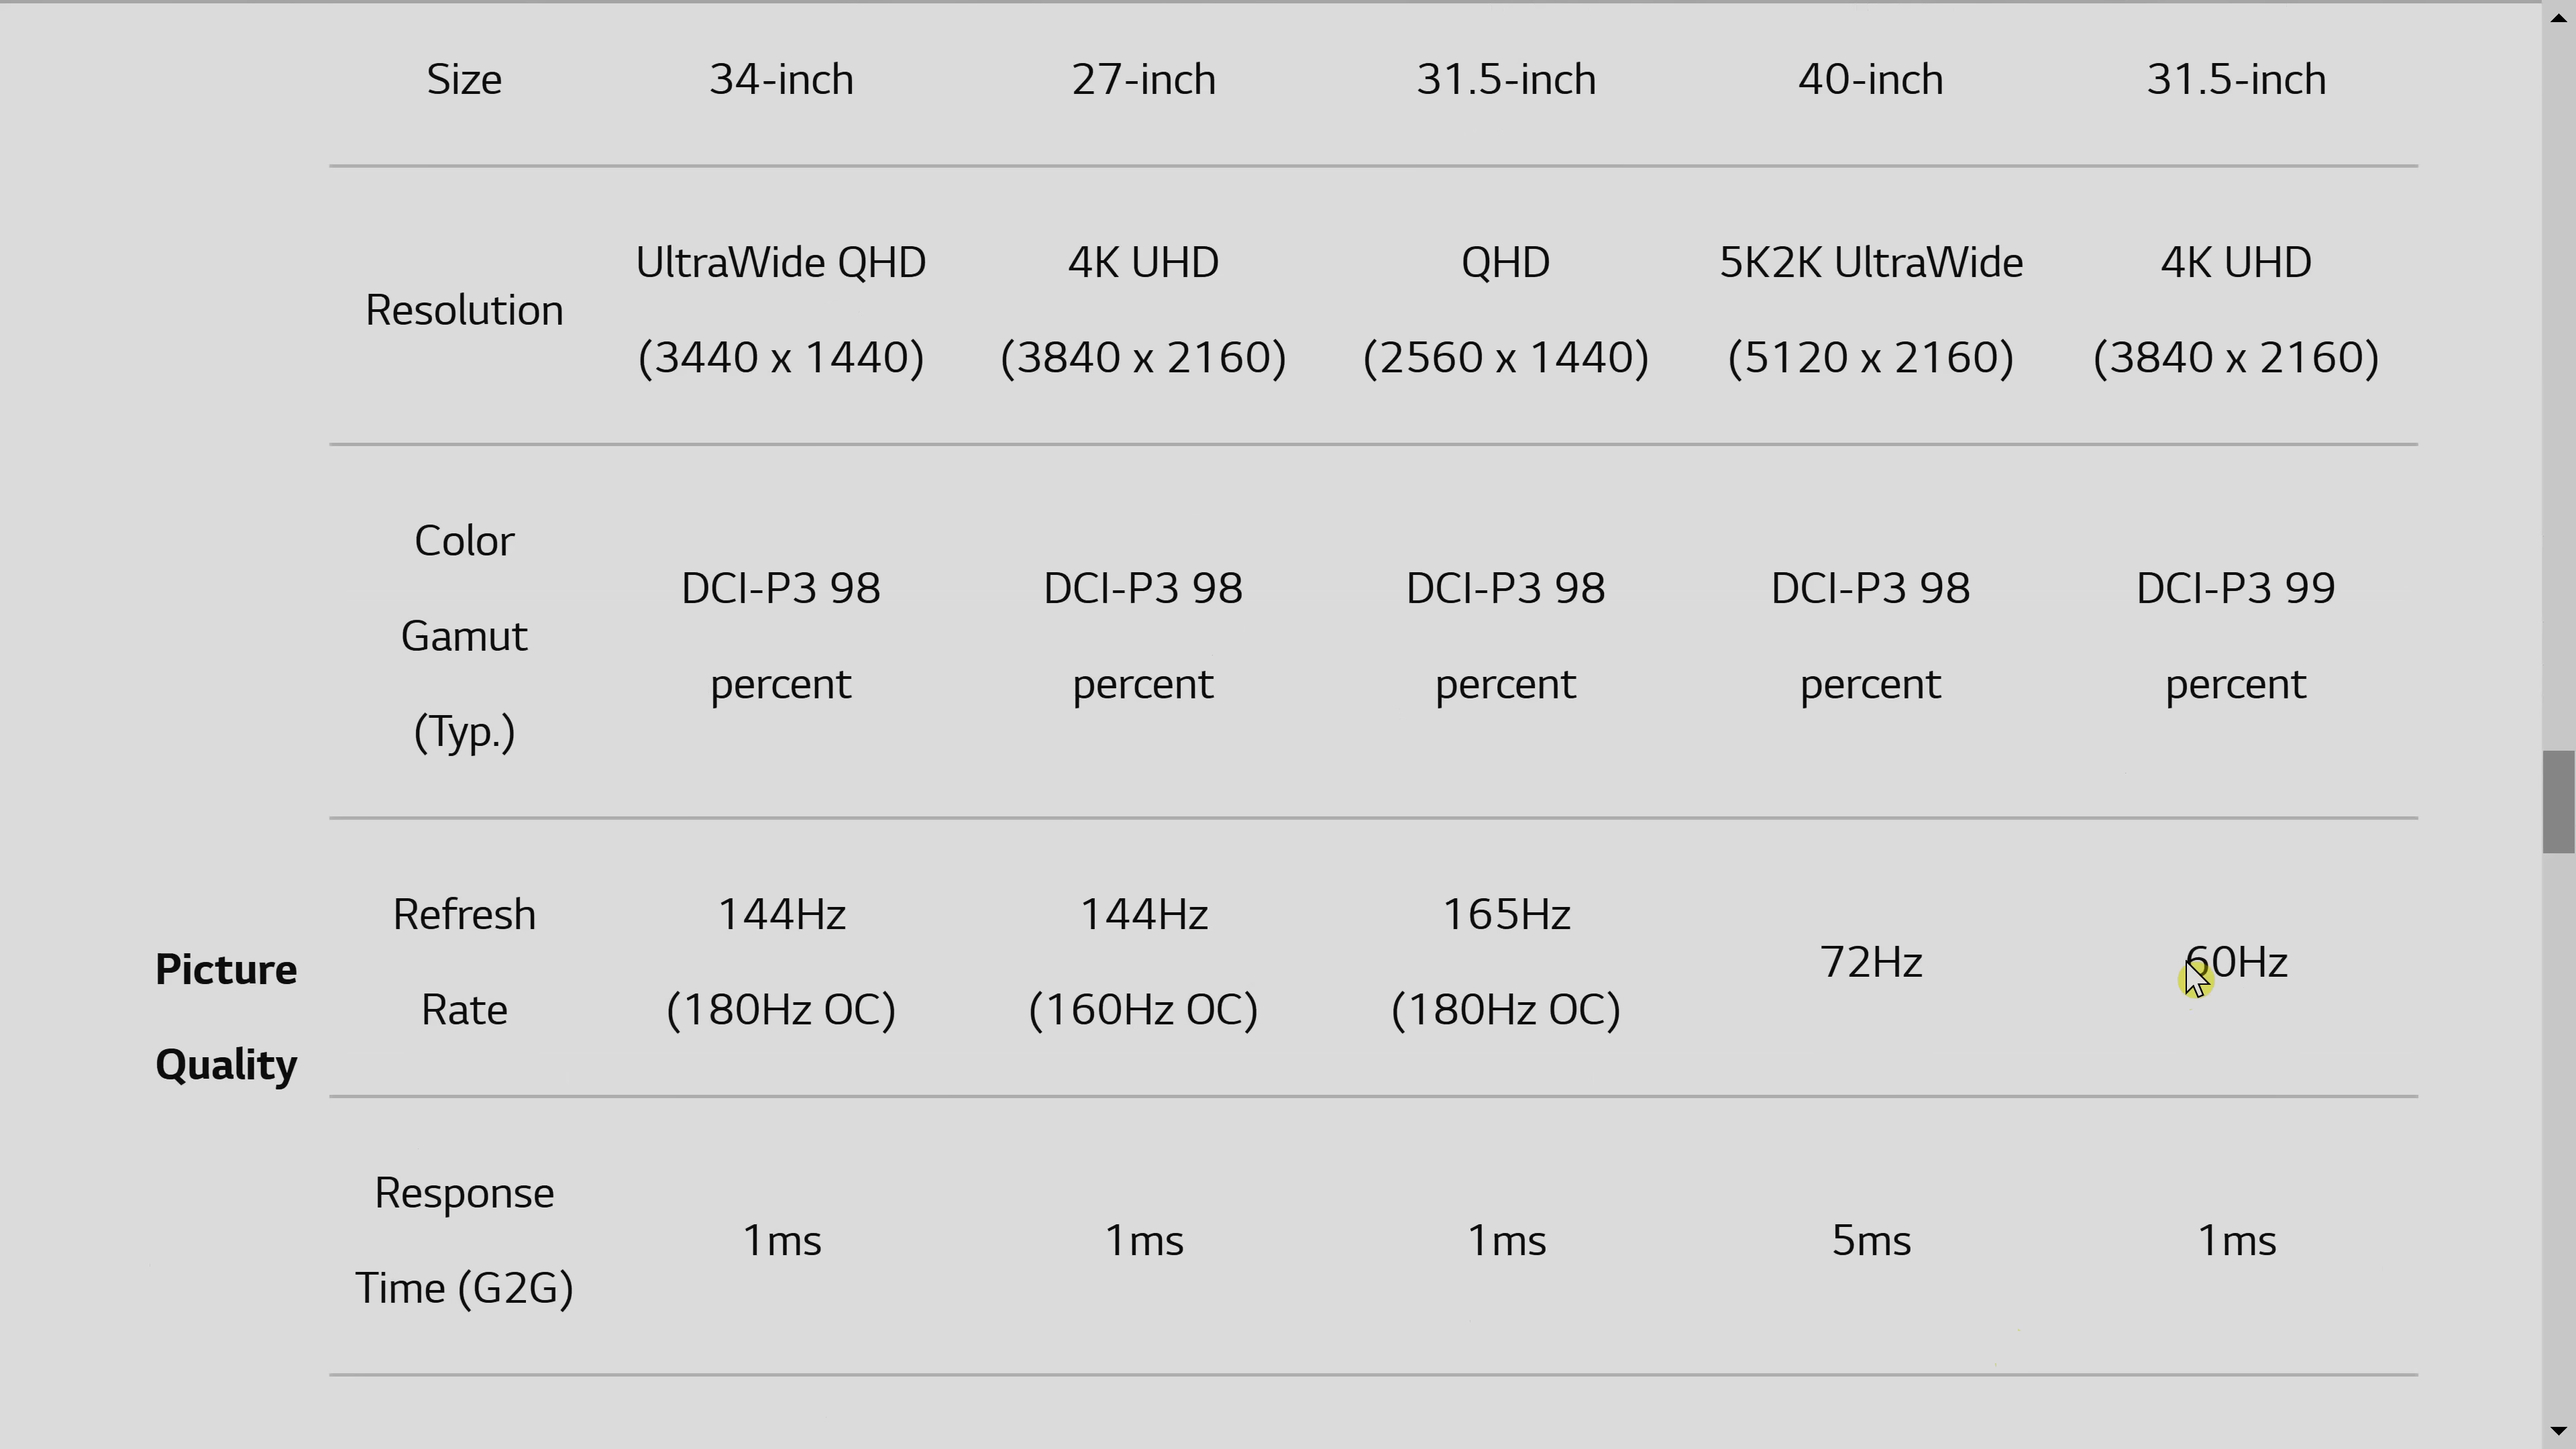 Size 34-inch 27-inch 31.5-inch 40-inch 31.5-inch
UltraWide QHD 4K UHD QHD 5K2K UltraWide 4K UHD
Resolution
(3440 x 1440) (3840 x 2160) (2560 x 1440) (5120 x 2160) (3840 x 2160)
Color
DCI-P3 98 DCI-P3 98 DCI-P3 98 DCI-P3 98 DCI-P3 99
Gamut
percent percent percent percent percent
(Typ.)
Refresh 144Hz 144Hz 165Hz
72Hz 60Hz
Picture
Rate (180Hz OC) (160Hz OC) (180Hz OC)
Quality
Response
1ms 1ms 1ms 5ms 1ms
Time (G2G)